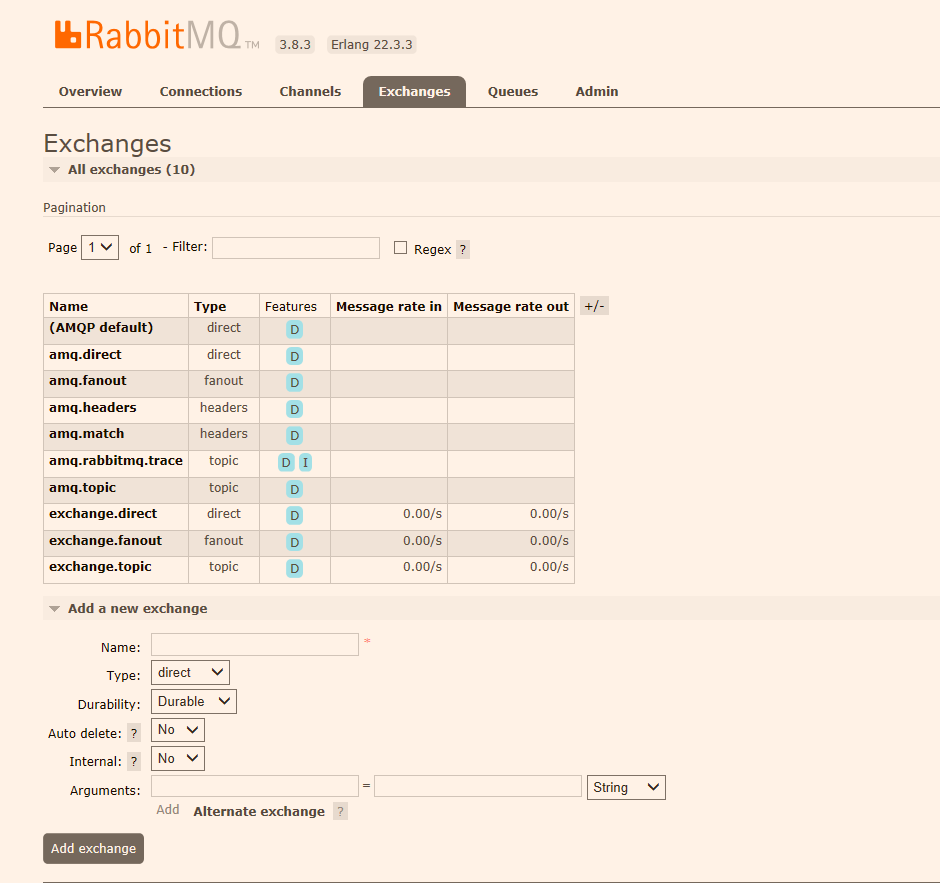 RabbitMQ TM 3.8.3 Erlang 22.3.3
Overview Connections Channels Exchanges Queues Admin
Exchanges
All exchanges (10)
Pagination
Page 1 of 1 - Filter: Regex ?
Name Type Features Message rate in Message rate out +/-
(AMQP default) direct D
amq.direct direct D
amq.fanout fanout D
amq.headers headers D
amq.match headers D
amq.rabbitmq.trace topic D I
amq.topic topic D
exchange.direct direct D 0.00/s 0.00/s
exchange.fanout fanout D 0.00/s 0.00/s
exchange.topic topic D 0.00/s 0.00/s
Add a new exchange
Name: *
Type: direct
Durability: Durable
Auto delete: ? No
Internal: ? No
Arguments: = String
Add Alternate exchange ?
Add exchange